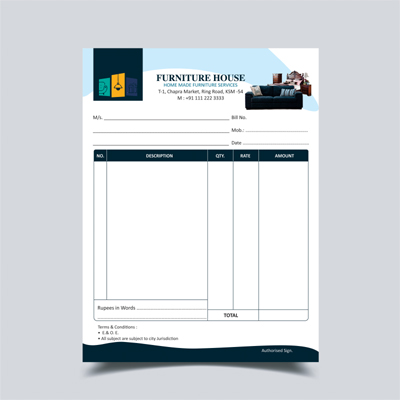 FURNITURE HOUSE
HOME MADE FURNITURE SERVICES
T-1, Chapra Market, Ring Road, KSM -54
M : +91 111 222 3333
M/s. Bill No.
Mob :
Date
NO. DESCRIPTION QTY. RATE AMOUNT
Rupees in Words
TOTAL
Terms & Conditions :
• E.& O. E.
• All subject are subject to city Jurisdiction
Authorised Sign.